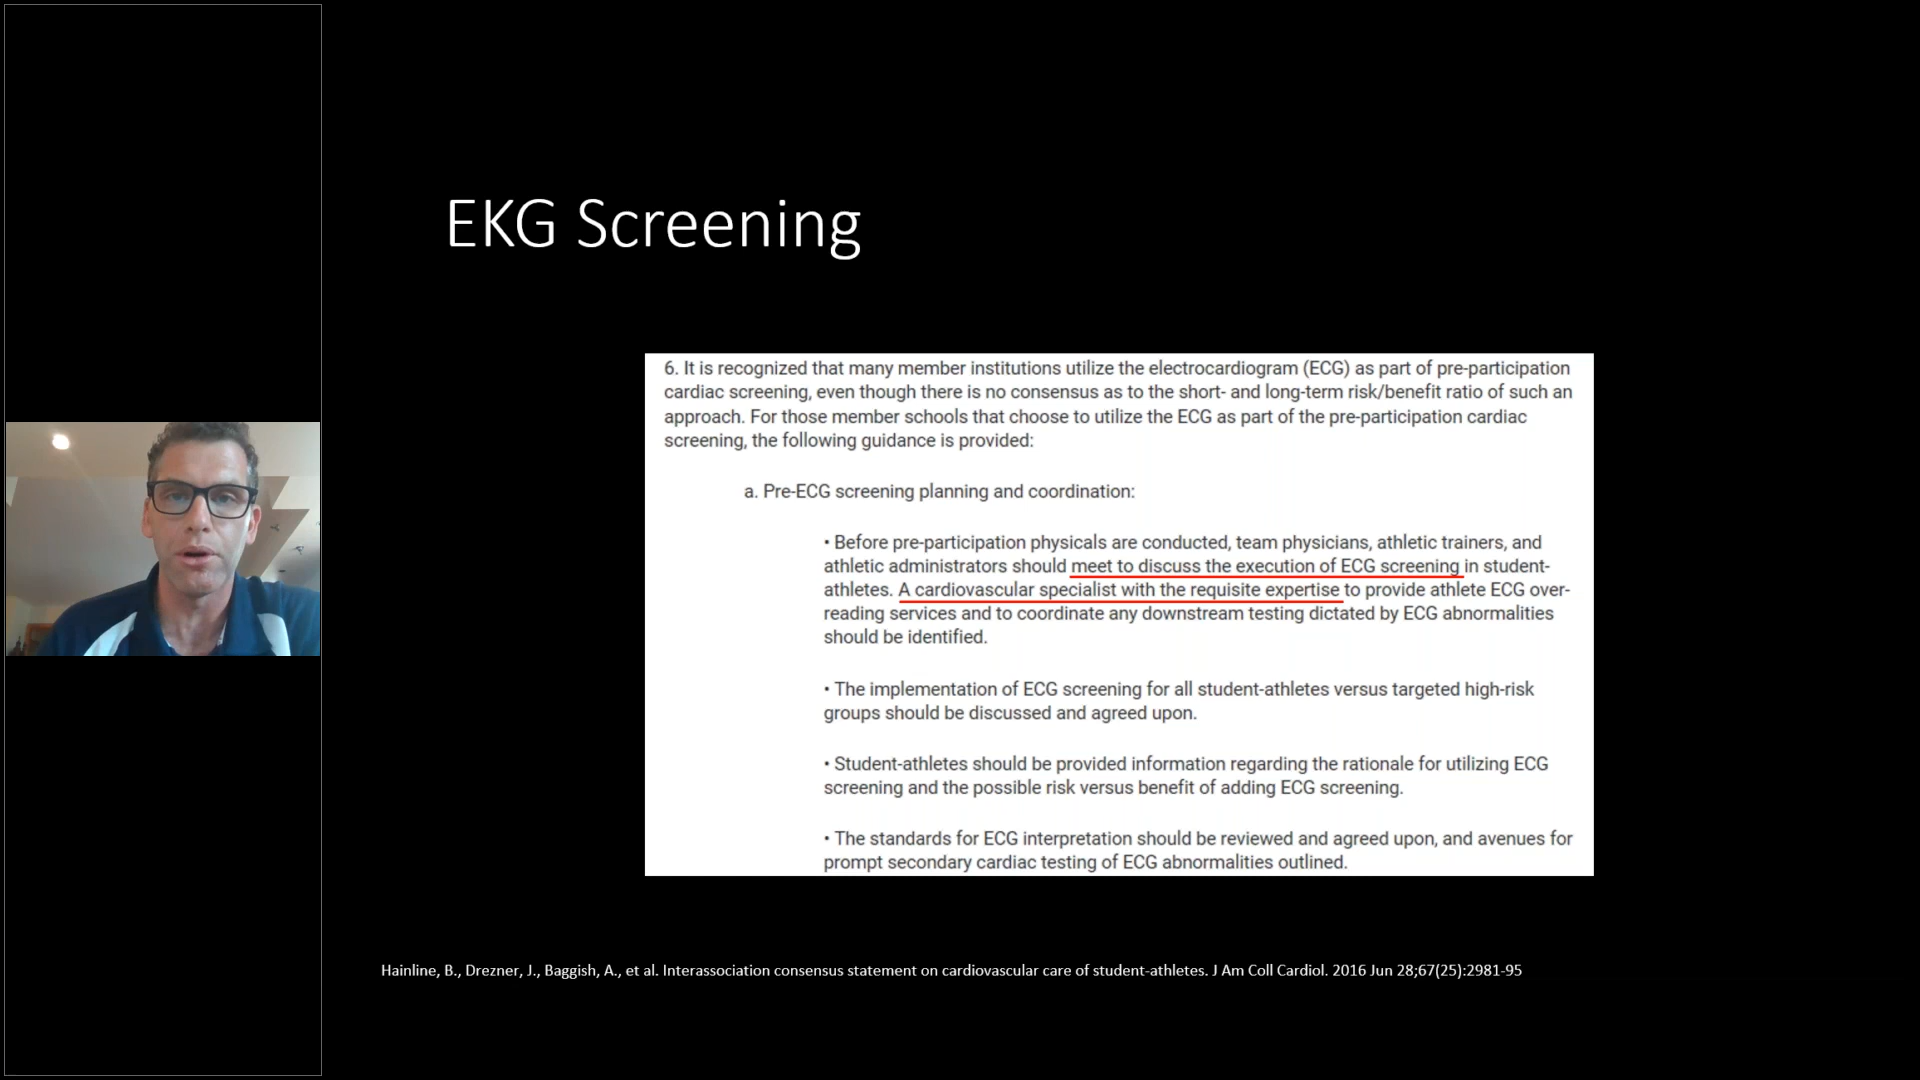 EKG Screening
6. It is recognized that many member institutions utilize the electrocardiogram (ECG) as part of pre-participation
cardiac screening, even though there is no consensus as to the short- and long-term risk/benefit ratio of such an
approach. For those member schools that choose to utilize the ECG as part of the pre-participation cardiac
screening, the following guidance is provided:
a. Pre-ECG screening planning and coordination:
• Before pre-participation physicals are conducted, team physicians, athletic trainers, and
athletic administrators should meet to discuss the execution of ECG screening in student-
athletes. A cardiovascular specialist with the requisite expertise to provide athlete ECG over-
reading services and to coordinate any downstream testing dictated by ECG abnormalities
should be identified.
• The implementation of ECG screening for all student-athletes versus targeted high-risk
groups should be discussed and agreed upon.
• Student-athletes should be provided information regarding the rationale for utilizing ECG
screening and the possible risk versus benefit of adding ECG screening.
• The standards for ECG interpretation should be reviewed and agreed upon, and avenues for
prompt secondary cardiac testing of ECG abnormalities outlined.
Hainline, B., Drezner, J., Baggish, A., et al. Interassociation consensus statement on cardiovascular care of student-athletes. J Am Coll Cardiol. 2016 Jun 28;67(25):2981-95